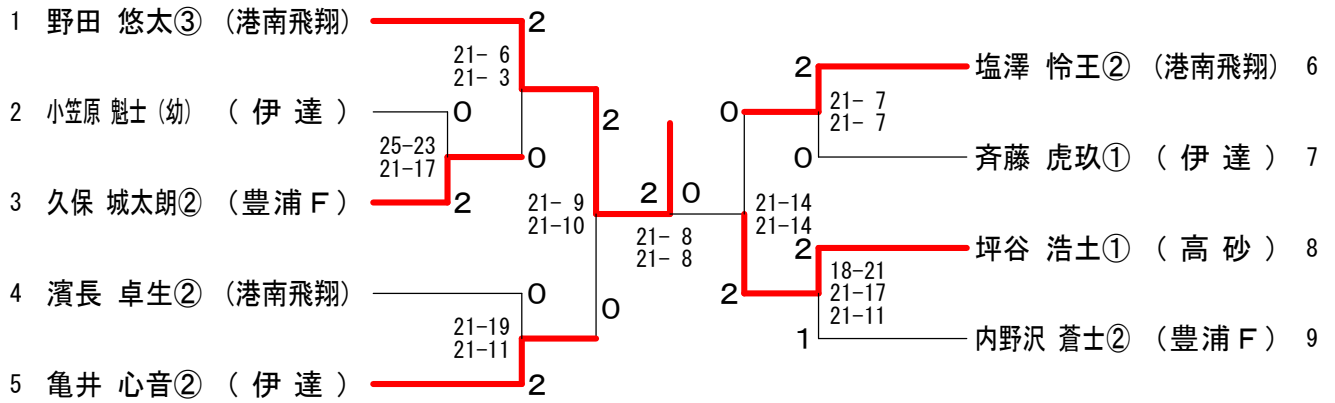 1 野田 悠太③ (港南飛翔) 2
21- 6
21- 3
2 小笠原 魁士(幼) ( 伊 達 ) 0
2
25-23
21-17
0
3 久保 城太朗② (豊浦F) 2
21- 9
21-10
4 濱長 卓生② (港南飛翔) 0
0
21-19
21-11
5 亀井 心音② ( 伊 達 ) 2
2 0
21- 8
21- 8
2 塩澤 怜王② (港南飛翔) 6
0
21- 7
21- 7
0 斉藤 虎玖① ( 伊 達 ) 7
21-14
21-14
2 坪谷 浩土① ( 高 砂 ) 8
2
18-21
21-17
21-11
1 内野沢 蒼士② (豊浦F) 9